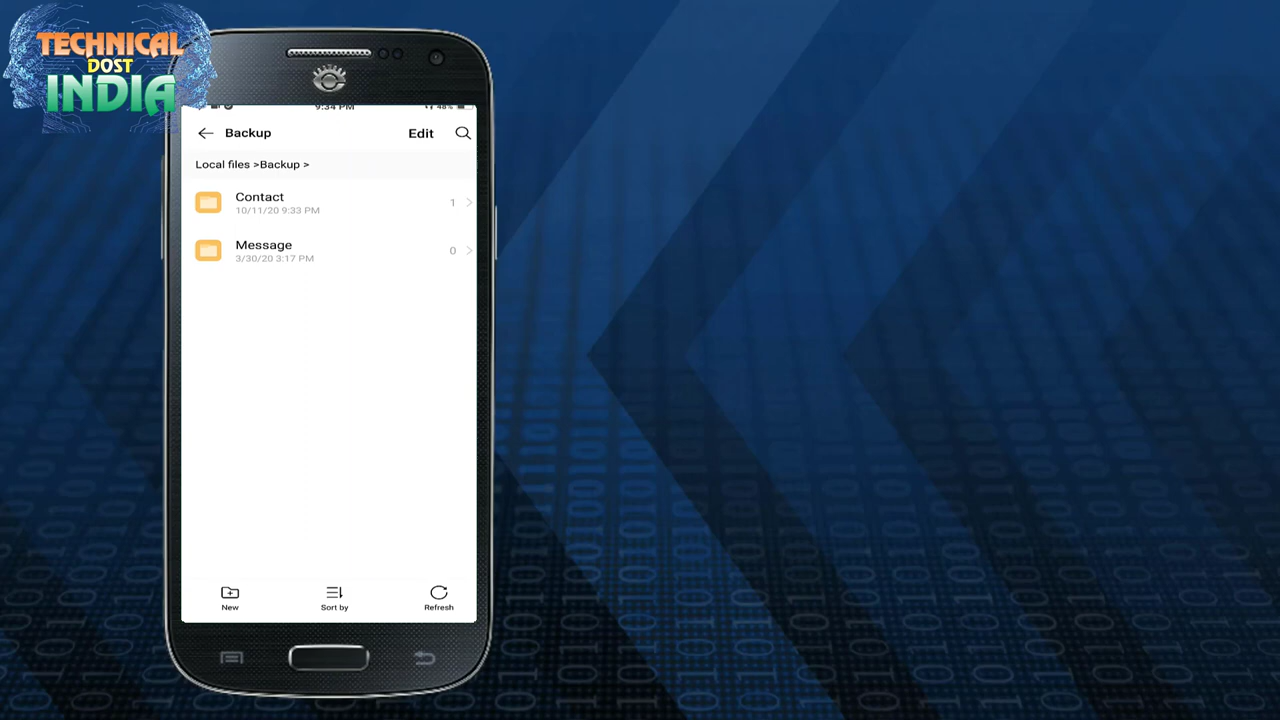 TECHNICAL
DOST
INDIA
9:34 PM
48%
Backup
Edit
Local files >Backup >
Contact
10/11/20 9:33 PM
1
Message
3/30/20 3:17 PM
0
New
Sort by
Refresh